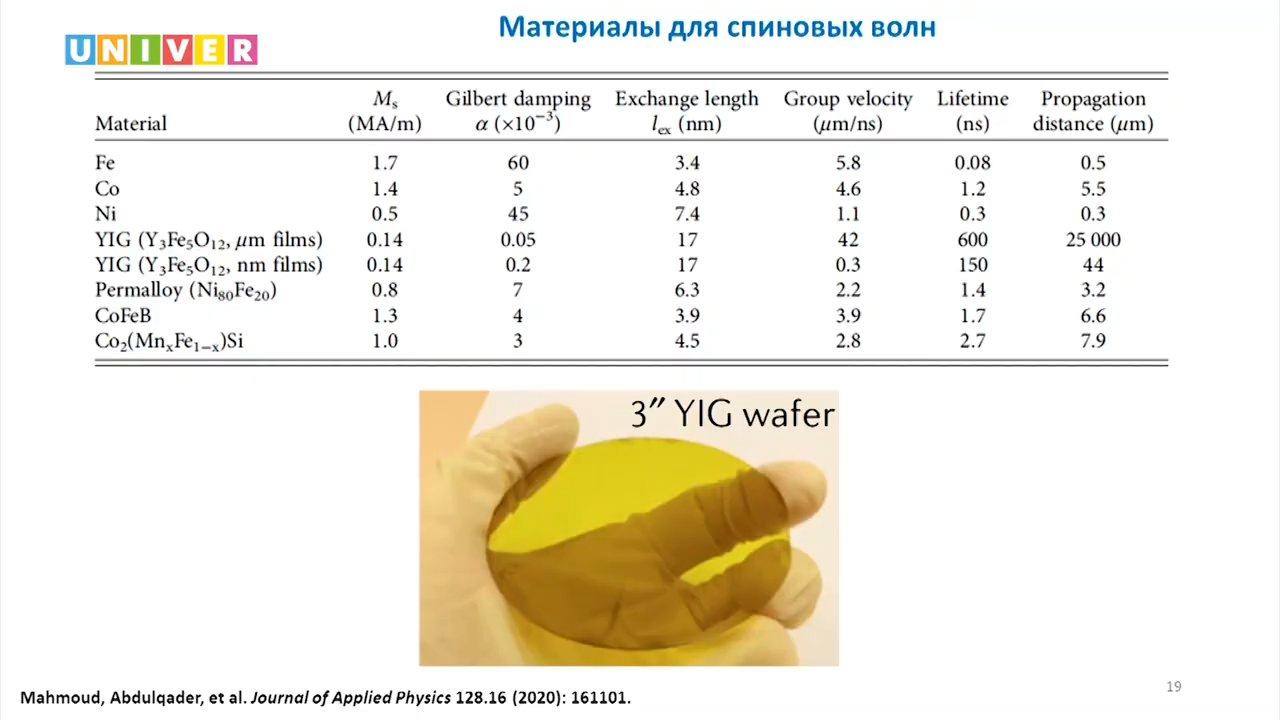 Материалы для спиновых волн
UNIVER
Material M_s (MA/m) Gilbert damping α (×10⁻³) Exchange length l_ex (nm) Group velocity (μm/ns) Lifetime (ns) Propagation distance (μm)
Fe 1.7 60 3.4 5.8 0.08 0.5
Co 1.4 5 4.8 4.6 1.2 5.5
Ni 0.5 45 7.4 1.1 0.3 0.3
YIG (Y₃Fe₅O₁₂, μm films) 0.14 0.05 17 42 600 25 000
YIG (Y₃Fe₅O₁₂, nm films) 0.14 0.2 17 0.3 150 44
Permalloy (Ni₈₀Fe₂₀) 0.8 7 6.3 2.2 1.4 3.2
CoFeB 1.3 4 3.9 3.9 1.7 6.6
Co₂(MnₓFe₁₋ₓ)Si 1.0 3 4.5 2.8 2.7 7.9
3″ YIG wafer
19
Mahmoud, Abdulqader, et al. Journal of Applied Physics 128.16 (2020): 161101.